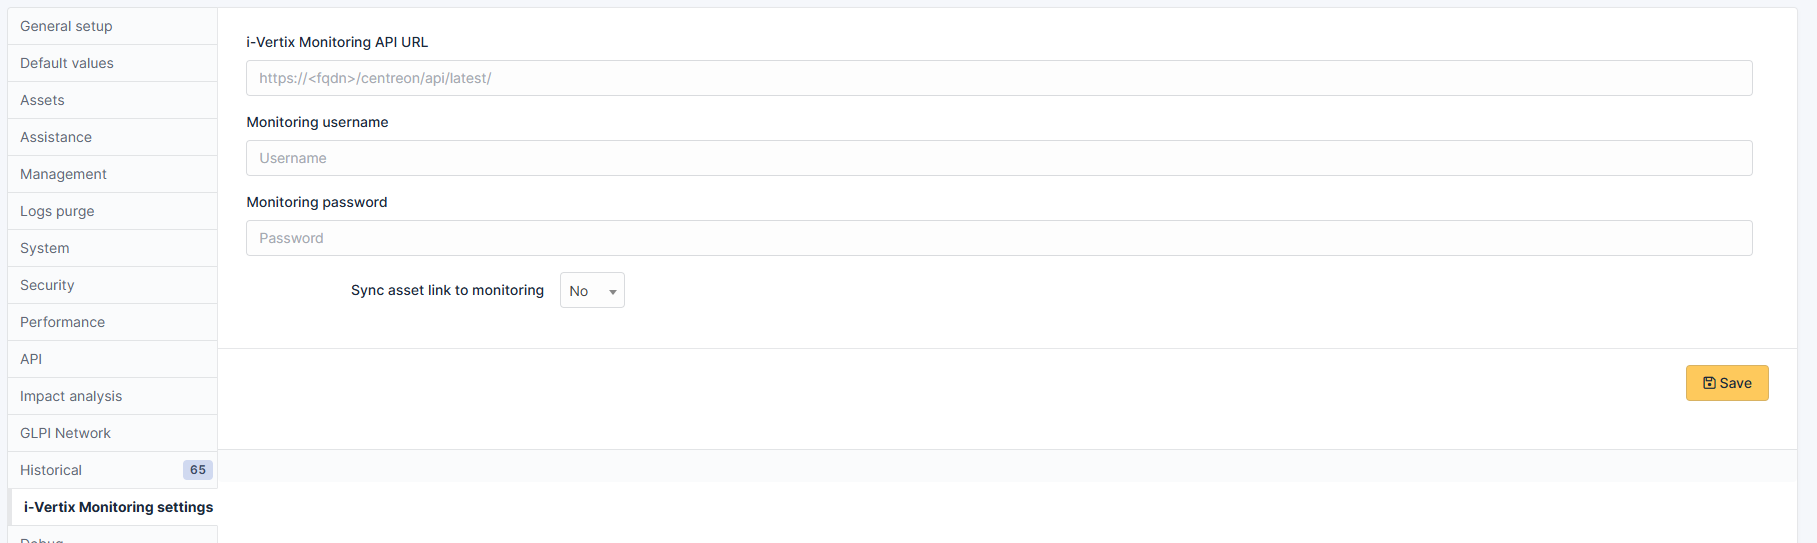 General setup
Default values
Assets
Assistance
Management
Logs purge
System
Security
Performance
API
Impact analysis
GLPI Network
Historical 65
i-Vertix Monitoring settings
Debug
i-Vertix Monitoring API URL
https://<fqdn>/centreon/api/latest/
Monitoring username
Username
Monitoring password
Password
Sync asset link to monitoring No
Save